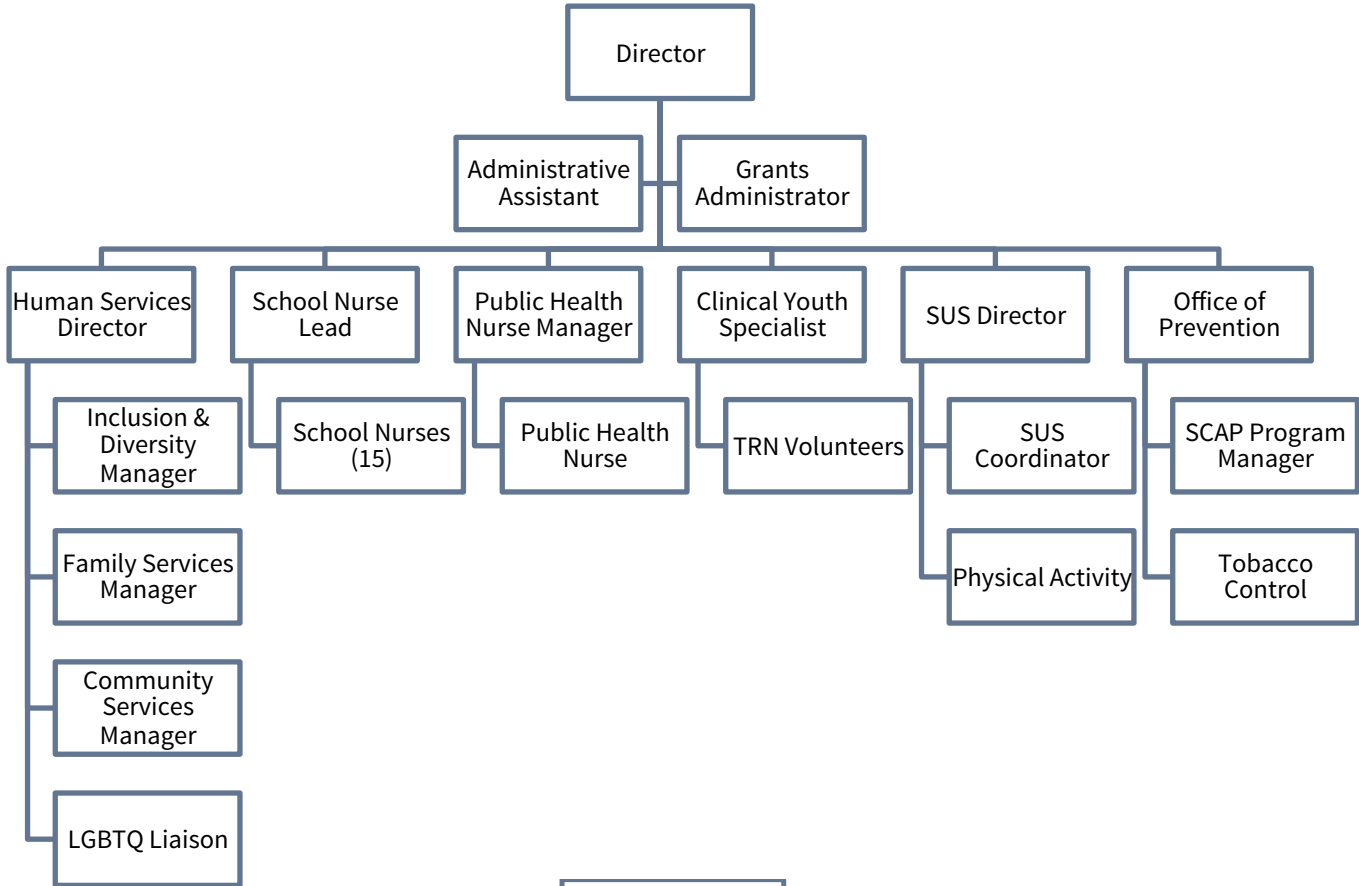 Director
Administrative
Assistant
Grants
Administrator
Human Services
Director
School Nurse
Lead
Public Health
Nurse Manager
Clinical Youth
Specialist
SUS Director
Office of
Prevention
Inclusion &
Diversity
Manager
School Nurses
(15)
Public Health
Nurse
TRN Volunteers
SUS
Coordinator
SCAP Program
Manager
Family Services
Manager
Physical Activity
Tobacco
Control
Community
Services
Manager
LGBTQ Liaison